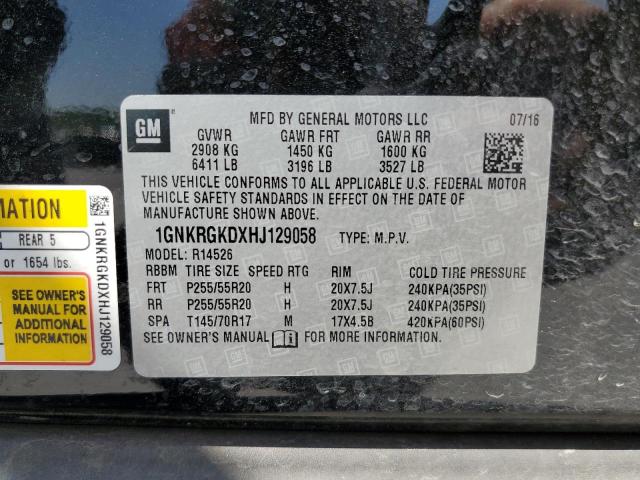 GM
MFD BY GENERAL MOTORS LLC
07/16
GVWR GAWR FRT GAWR RR
2908 KG 1450 KG 1600 KG
6411 LB 3196 LB 3527 LB
THIS VEHICLE CONFORMS TO ALL APPLICABLE U.S. FEDERAL MOTOR
VEHICLE SAFETY STANDARDS IN EFFECT ON THE DATE OF
MANUFACTURE SHOWN ABOVE.
1GNKRGKDXHJ129058 TYPE: M.P.V.
MODEL: R14526
RBBM TIRE SIZE SPEED RTG RIM COLD TIRE PRESSURE
FRT P255/55R20 H 20X7.5J 240KPA(35PSI)
RR P255/55R20 H 20X7.5J 240KPA(35PSI)
SPA T145/70R17 M 17X4.5B 420KPA(60PSI)
SEE OWNER'S MANUAL FOR MORE INFORMATION.
MATION
REAR 5
or 1654 lbs.
SEE OWNER'S
MANUAL FOR
ADDITIONAL
INFORMATION
1GNKRGKDXHJ129058